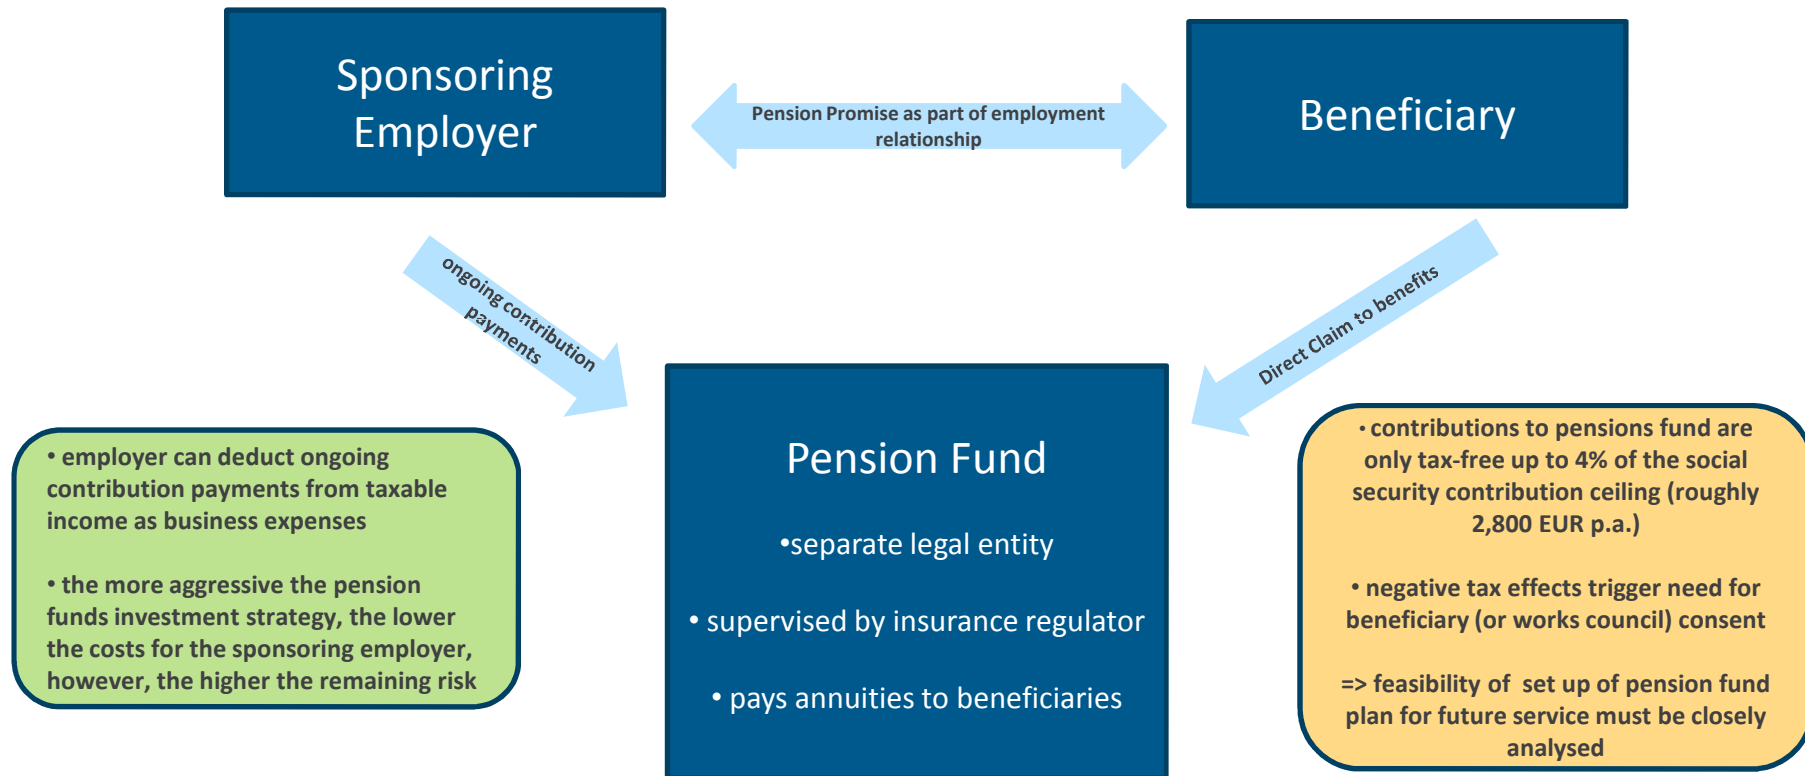 Sponsoring
Employer
Pension Promise as part of employment
relationship
Beneficiary
ongoing contribution
payments
Direct Claim to benefits
• employer can deduct ongoing
contribution payments from taxable
income as business expenses
• the more aggressive the pension
funds investment strategy, the lower
the costs for the sponsoring employer,
however, the higher the remaining risk
Pension Fund
•separate legal entity
• supervised by insurance regulator
• pays annuities to beneficiaries
• contributions to pensions fund are
only tax-free up to 4% of the social
security contribution ceiling (roughly
2,800 EUR p.a.)
• negative tax effects trigger need for
beneficiary (or works council) consent
=> feasibility of set up of pension fund
plan for future service must be closely
analysed